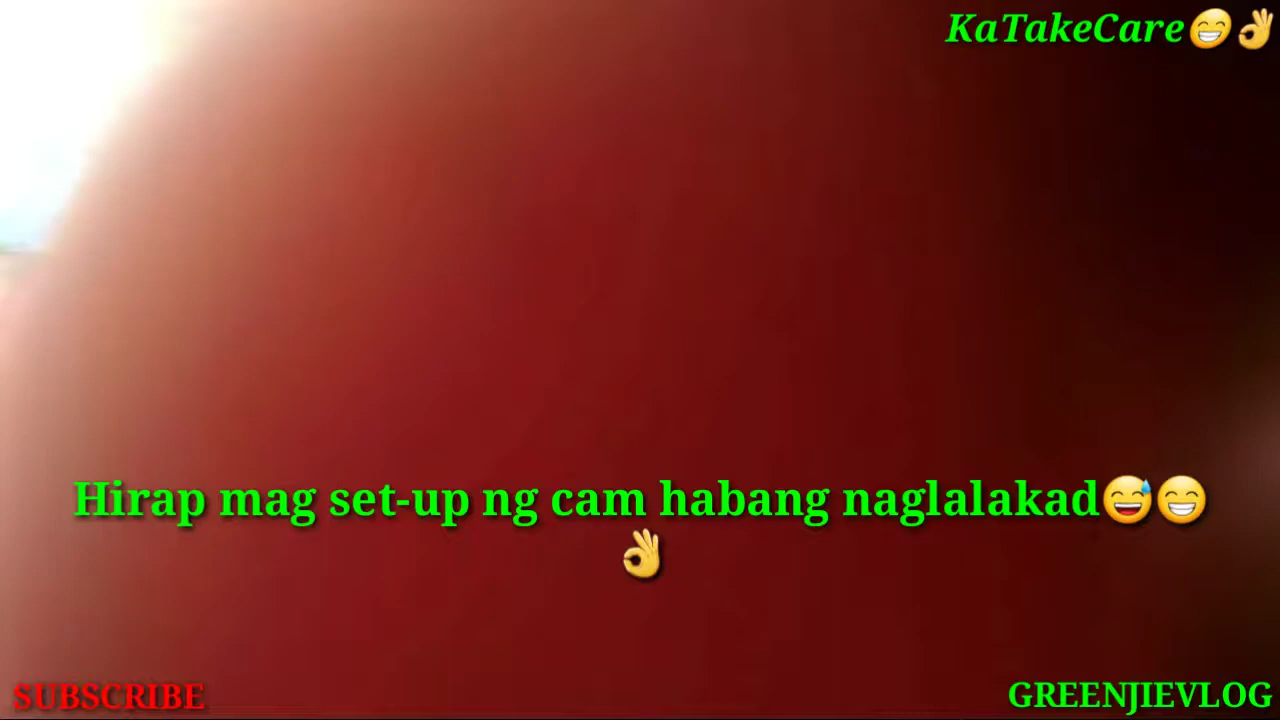 KaTakeCare😁👌
Hirap mag set-up ng cam habang naglalakad😅😁
👌
SUBSCRIBE
GREENJIEVLOG